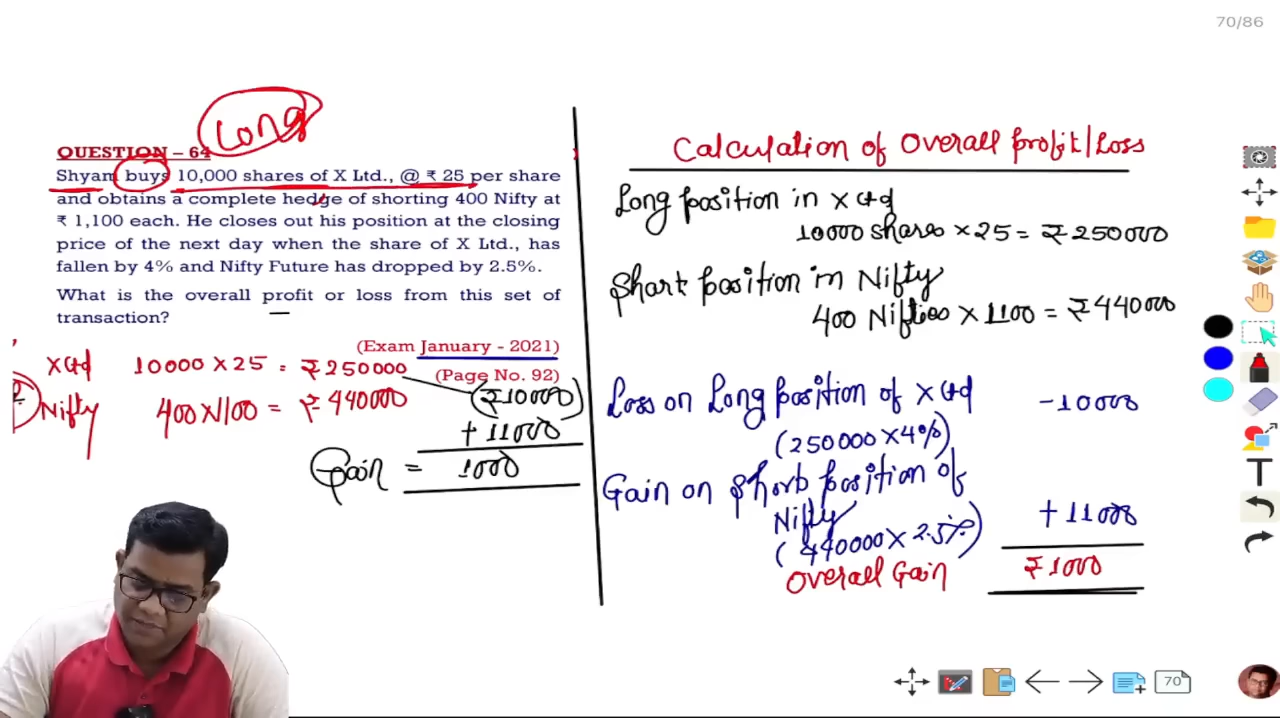 70/86
Long
QUESTION – 64
Shyam buys 10,000 shares of X Ltd., @ ₹ 25 per share
and obtains a complete hedge of shorting 400 Nifty at
₹ 1,100 each. He closes out his position at the closing
price of the next day when the share of X Ltd., has
fallen by 4% and Nifty Future has dropped by 2.5%.
What is the overall profit or loss from this set of
transaction?
(Exam January - 2021)
(Page No. 92)
X Ltd 10000 × 25 = ₹ 250000
(₹ 10000)
Nifty 400 × 1100 = ₹ 440000
+ 11000
Gain = 1000
Calculation of Overall profit/Loss
Long position in X Ltd
10000 shares × 25 = ₹ 250000
Short position in Nifty
400 Nifties × 1100 = ₹ 440000
Loss on Long position of X Ltd - 10000
(250000 × 4%)
Gain on Short position of
Nifty + 11000
(440000 × 2.5%)
Overall Gain ₹ 1000
T
70